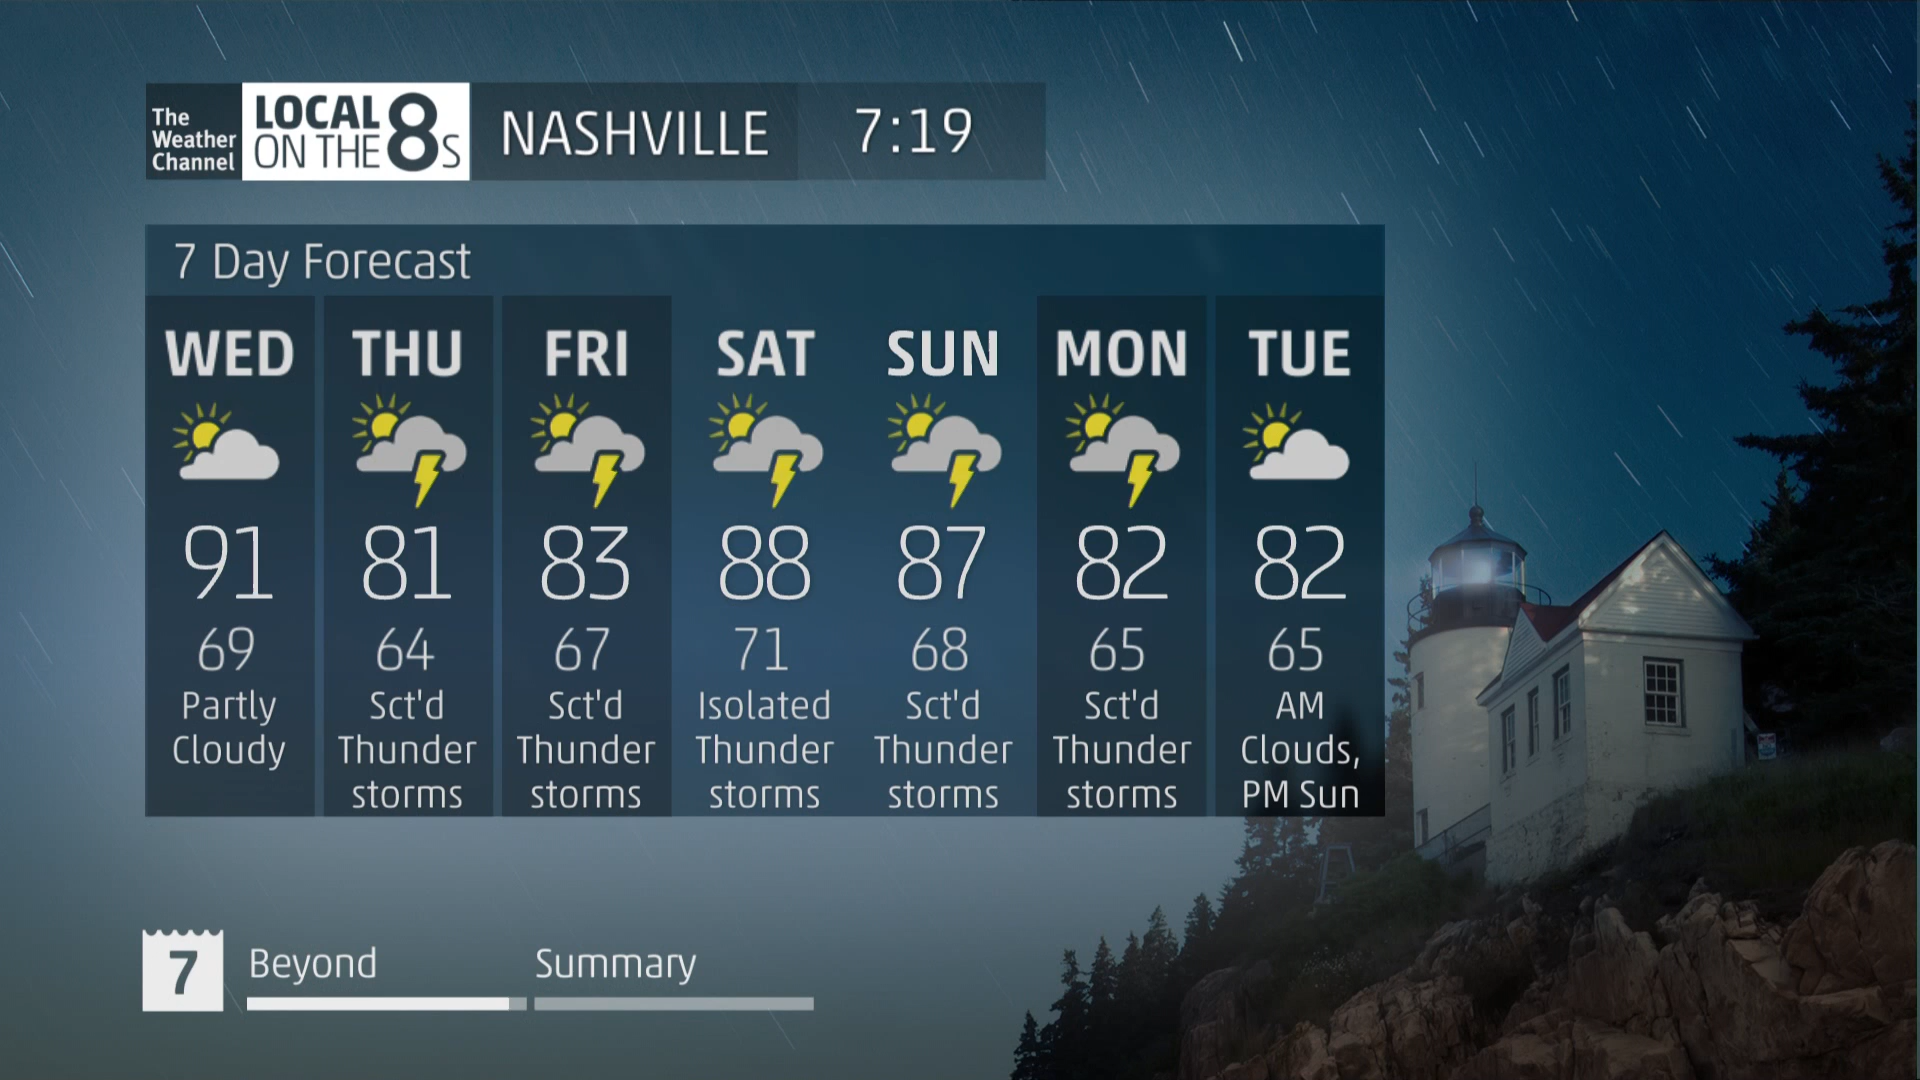 The
Weather
Channel
LOCAL
ON THE 8s
NASHVILLE
7:19
7 Day Forecast
WED THU FRI SAT SUN MON TUE
91 81 83 88 87 82 82
69 64 67 71 68 65 65
Partly Sct'd Sct'd Isolated Sct'd Sct'd AM
Cloudy Thunder Thunder Thunder Thunder Thunder Clouds,
storms storms storms storms storms PM Sun
7 Beyond Summary